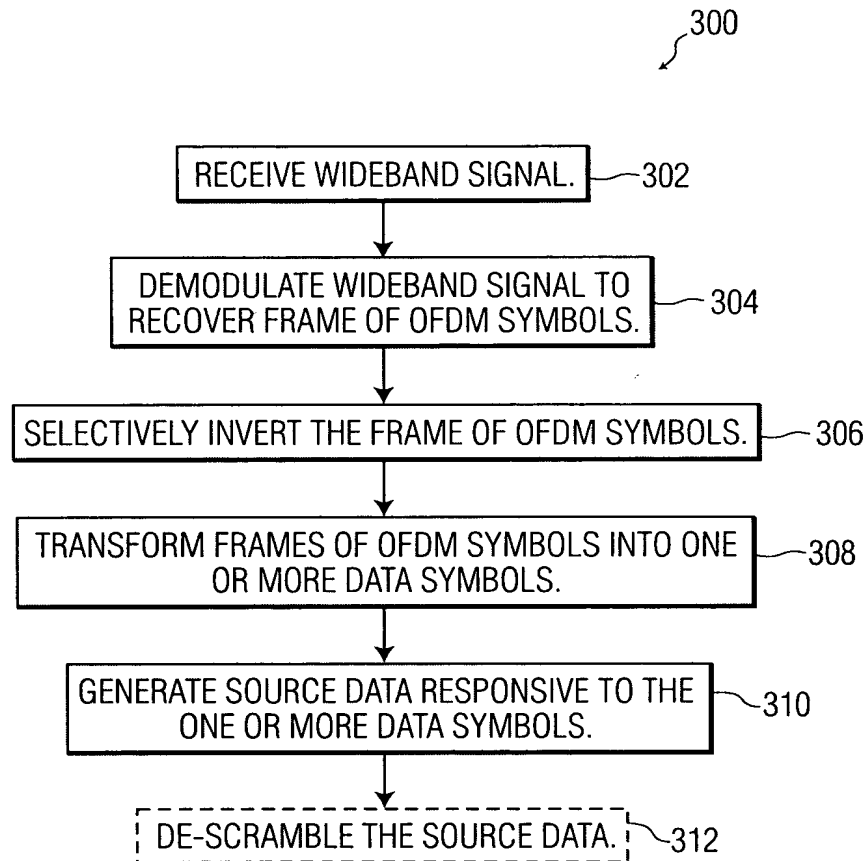 300
RECEIVE WIDEBAND SIGNAL.
302
DEMODULATE WIDEBAND SIGNAL TO
RECOVER FRAME OF OFDM SYMBOLS.
304
SELECTIVELY INVERT THE FRAME OF OFDM SYMBOLS.
306
TRANSFORM FRAMES OF OFDM SYMBOLS INTO ONE
OR MORE DATA SYMBOLS.
308
GENERATE SOURCE DATA RESPONSIVE TO THE
ONE OR MORE DATA SYMBOLS.
310
DE-SCRAMBLE THE SOURCE DATA.
312